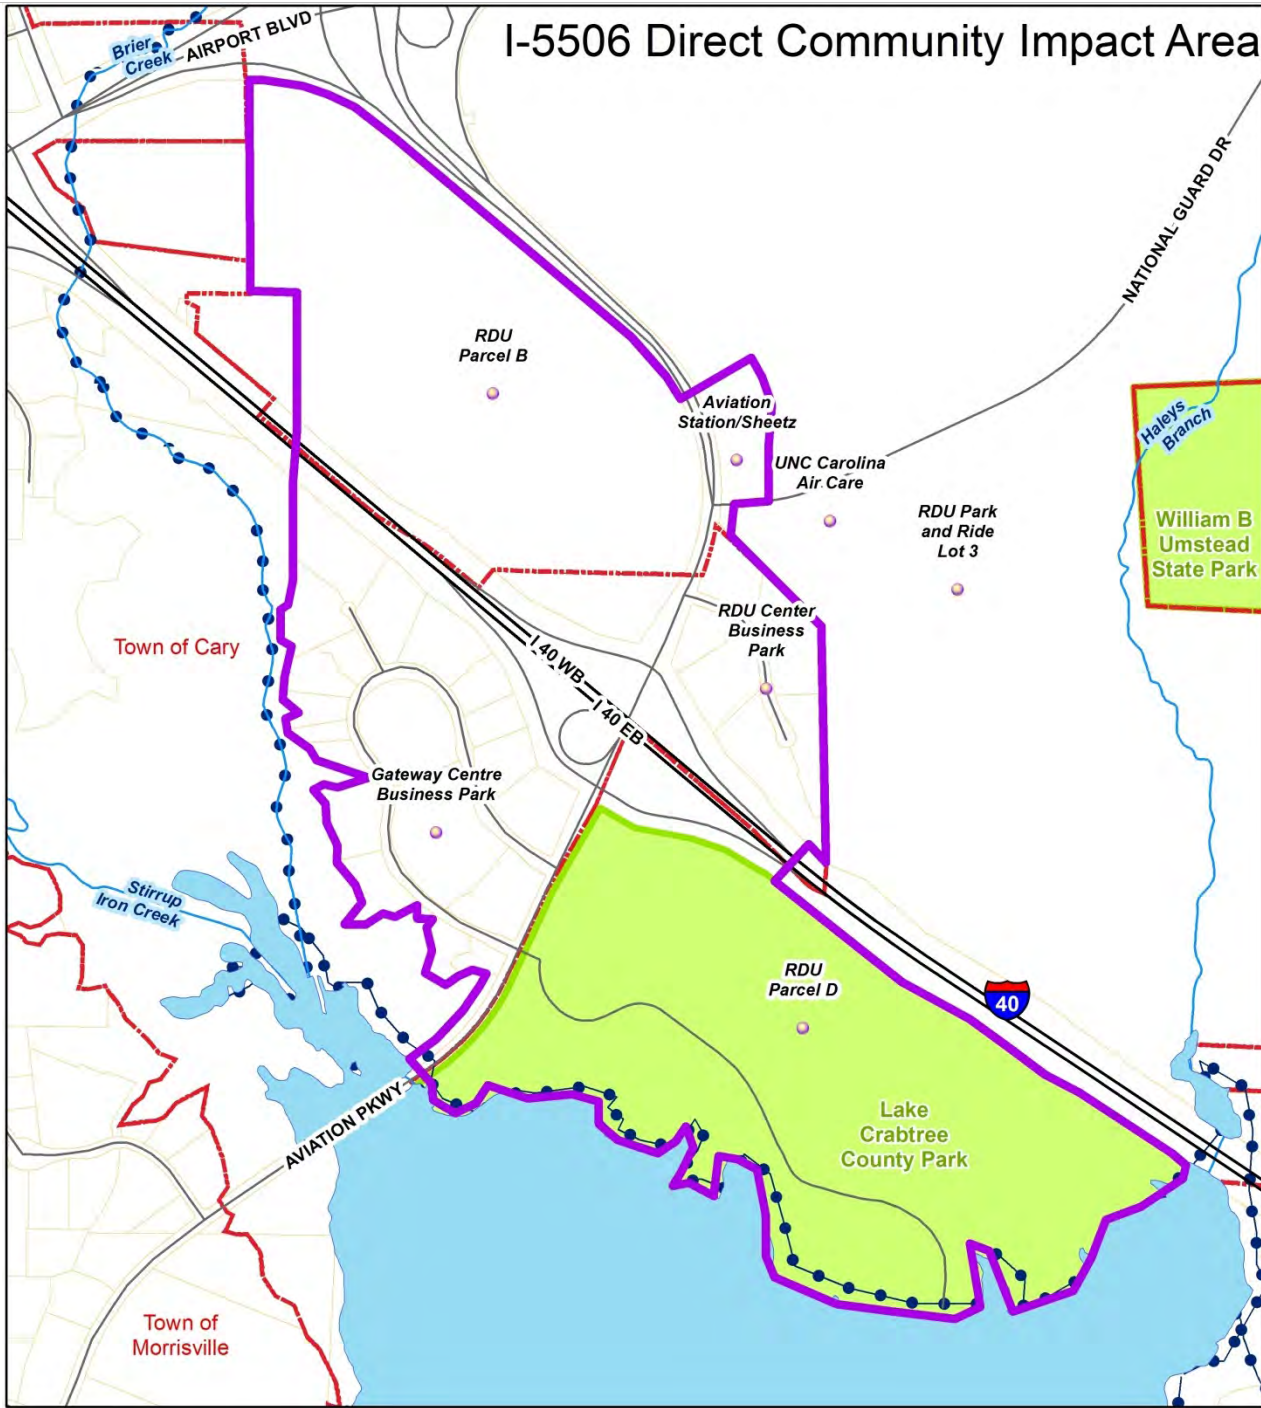 I-5506 Direct Community Impact Area
Brier
Creek
AIRPORT BLVD
NATIONAL GUARD DR
RDU
Parcel B
Aviation
Station/Sheetz
Haleys
Branch
UNC Carolina
Air Care
RDU Park
and Ride
Lot 3
William B
Umstead
State Park
Town of Cary
RDU Center
Business
Park
I 40 WB
I 40 EB
Gateway Centre
Business Park
Stirrup
Iron Creek
RDU
Parcel D
40
AVIATION PKWY
Lake
Crabtree
County Park
Town of
Morrisville